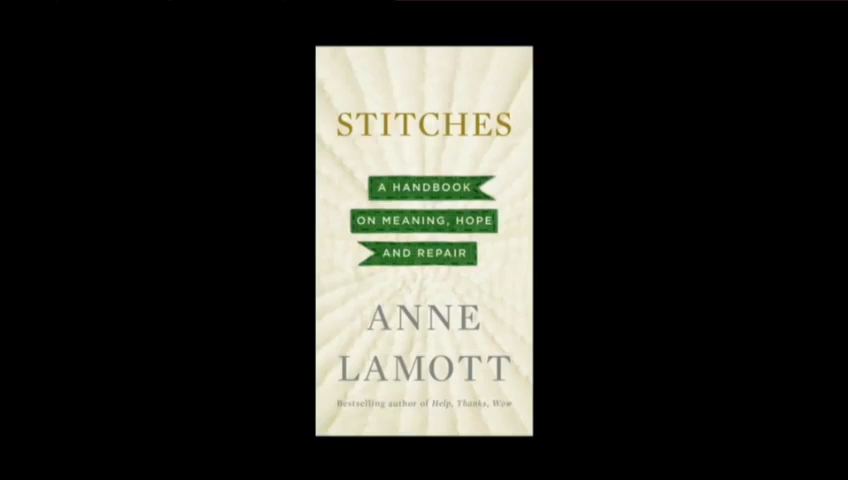 STITCHES
A HANDBOOK
ON MEANING, HOPE
AND REPAIR
ANNE
LAMOTT
Bestselling author of Help, Thanks, Wow